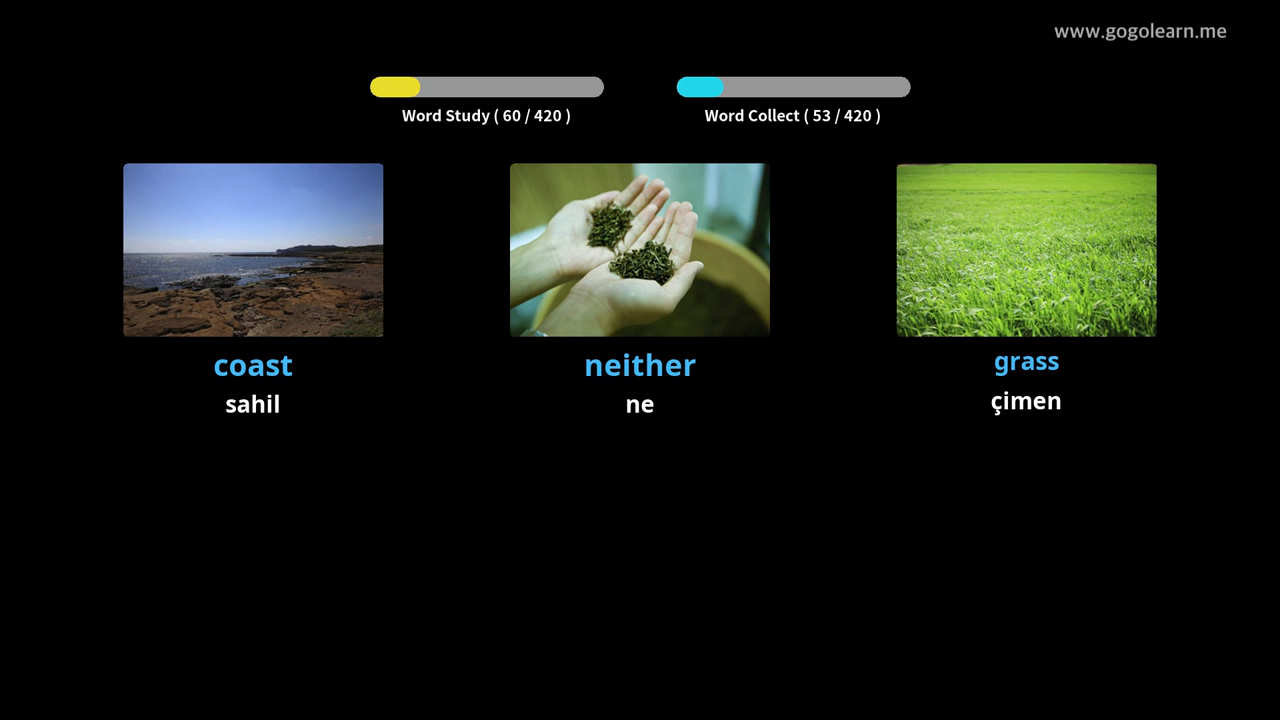 www.gogolearn.me
Word Study ( 60 / 420 )
Word Collect ( 53 / 420 )
coast
sahil
neither
ne
grass
çimen